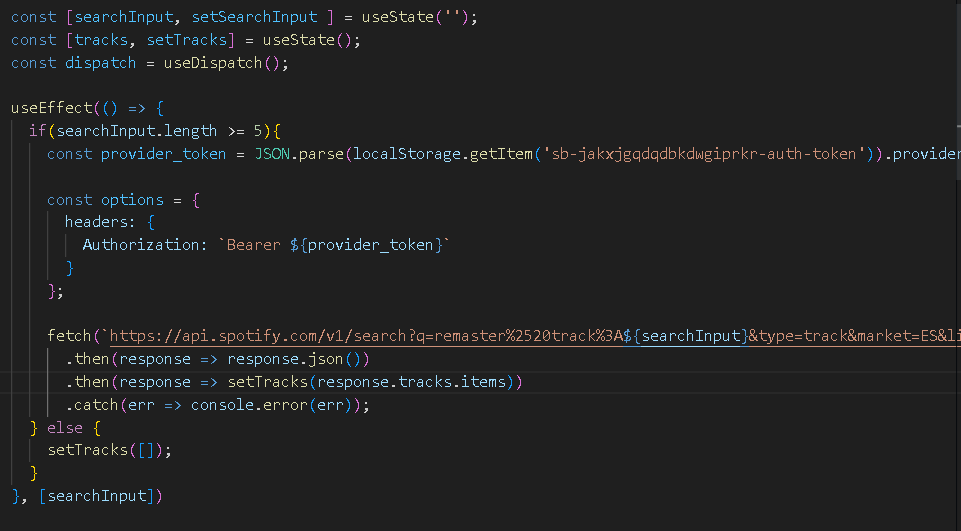 const [searchInput, setSearchInput ] = useState('');
const [tracks, setTracks] = useState();
const dispatch = useDispatch();
useEffect(() => {
if(searchInput.length >= 5){
const provider_token = JSON.parse(localStorage.getItem('sb-jakxjgqdqdbkdwgiprkr-auth-token')).provider
const options = {
headers: {
Authorization: `Bearer ${provider_token}`
}
};
fetch(`https://api.spotify.com/v1/search?q=remaster%2520track%3A${searchInput}&type=track&market=ES&li
.then(response => response.json())
.then(response => setTracks(response.tracks.items))
.catch(err => console.error(err));
} else {
setTracks([]);
}
}, [searchInput])